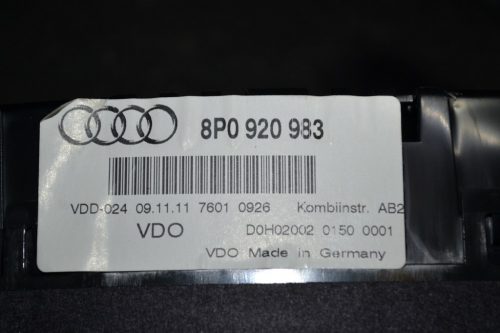 8P0 920 983
VDD-024 09.11.11 7601 0926 Kombiinstr. AB2
VDO D0H02002 0150 0001
VDO Made in Germany